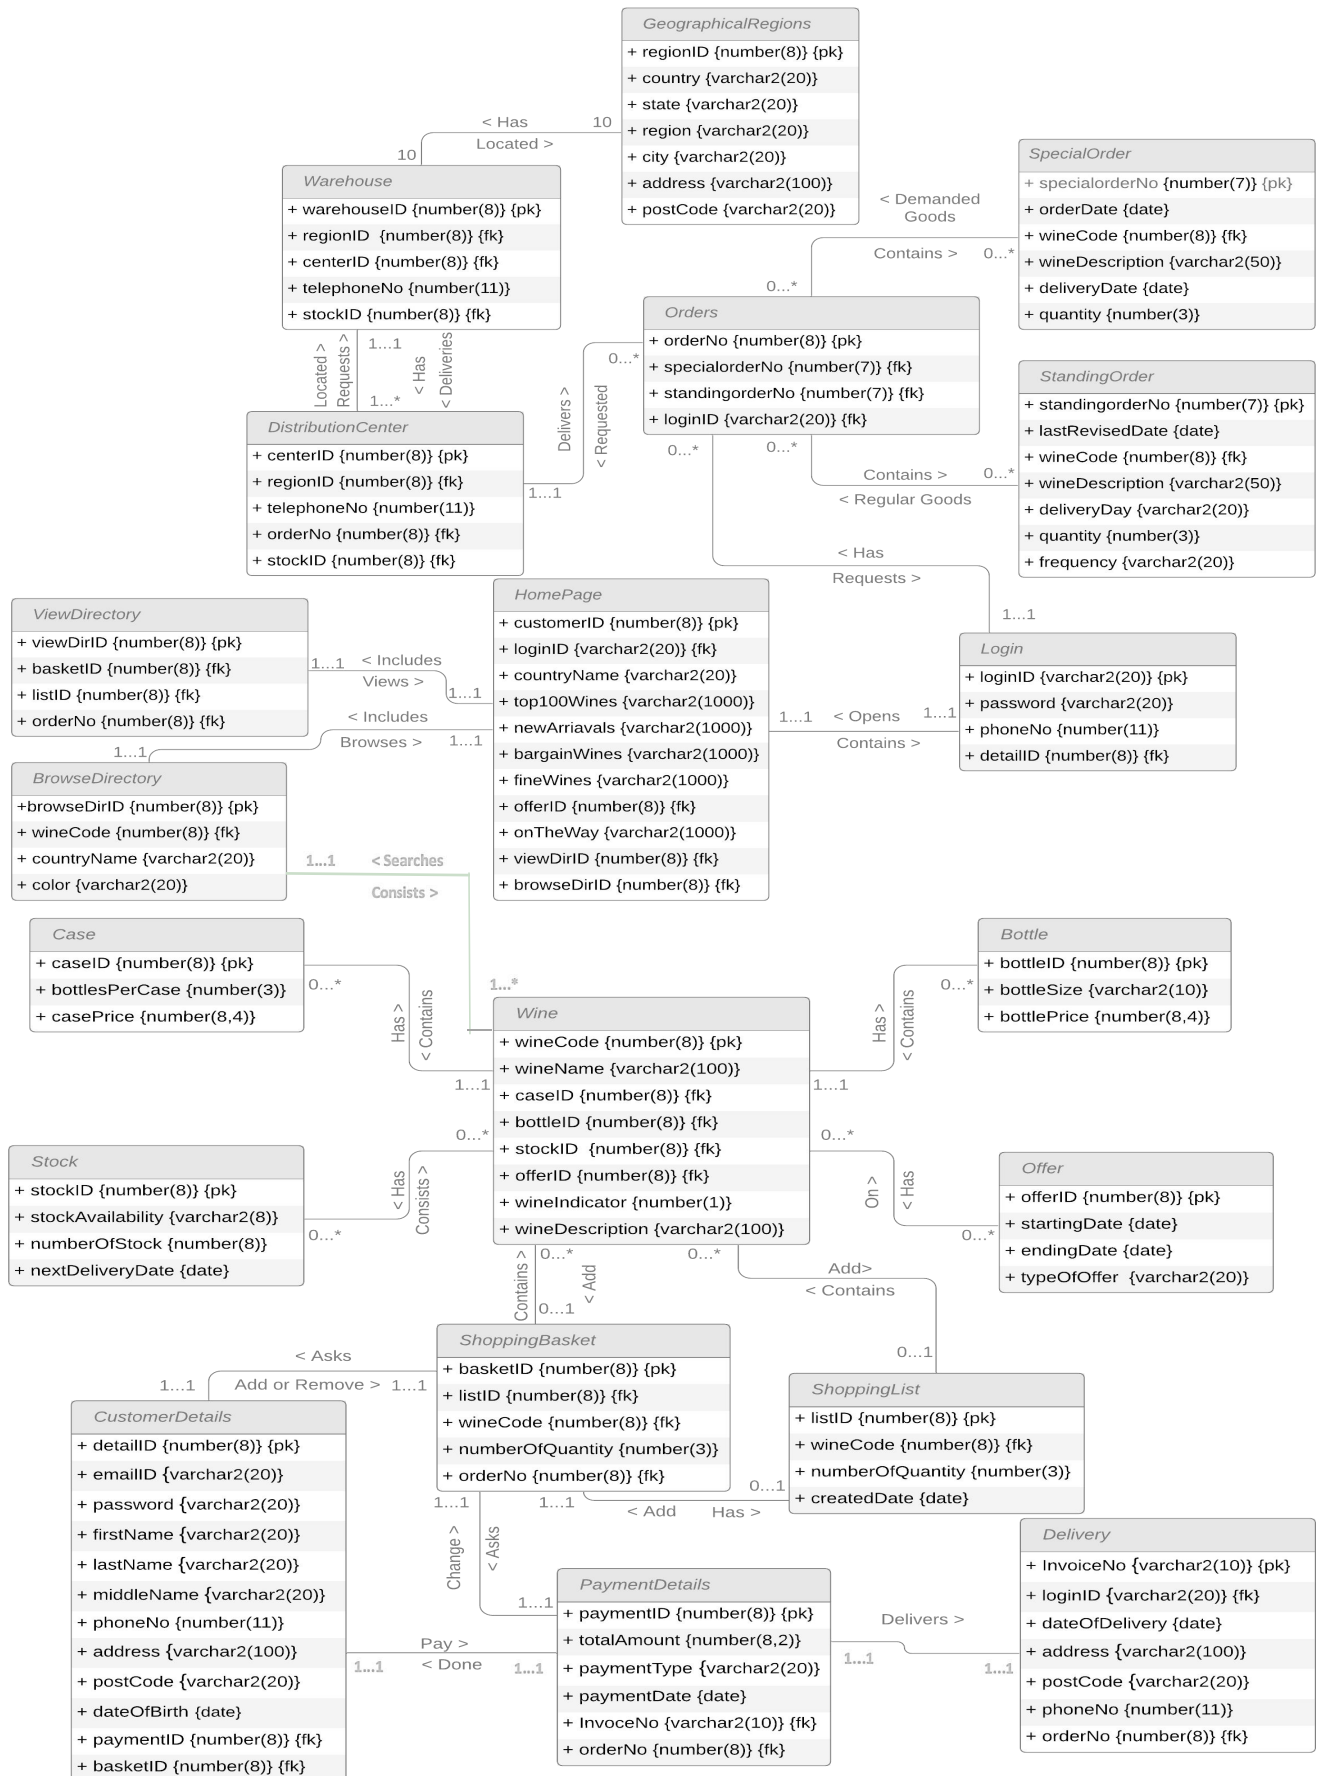 GeographicalRegions
+ regionID {number(8)} {pk}
+ country {varchar2(20)}
+ state {varchar2(20)}
+ region {varchar2(20)}
+ city {varchar2(20)}
+ address {varchar2(100)}
+ postCode {varchar2(20)}
< Has
10
Located >
10
Warehouse
+ warehouseID {number(8)} {pk}
+ regionID  {number(8)} {fk}
+ centerID {number(8)} {fk}
+ telephoneNo {number(11)}
+ stockID {number(8)} {fk}
SpecialOrder
+ specialorderNo {number(7)} {pk}
+ orderDate {date}
+ wineCode {number(8)} {fk}
+ wineDescription {varchar2(50)}
+ deliveryDate {date}
+ quantity {number(3)}
< Demanded
Goods
Contains >
0...*
0...*
Orders
+ orderNo {number(8)} {pk}
+ specialorderNo {number(7)} {fk}
+ standingorderNo {number(7)} {fk}
+ loginID {varchar2(20)} {fk}
Located >
Requests >
1...1
< Has
< Deliveries
1...*
DistributionCenter
+ centerID {number(8)} {pk}
+ regionID {number(8)} {fk}
+ telephoneNo {number(11)}
+ orderNo {number(8)} {fk}
+ stockID {number(8)} {fk}
0...*
Delivers >
< Requested
1...1
StandingOrder
+ standingorderNo {number(7)} {pk}
+ lastRevisedDate {date}
+ wineCode {number(8)} {fk}
+ wineDescription {varchar2(50)}
+ deliveryDay {varchar2(20)}
+ quantity {number(3)}
+ frequency {varchar2(20)}
0...*
0...*
Contains >
0...*
< Regular Goods
< Has
Requests >
1...1
HomePage
+ customerID {number(8)} {pk}
+ loginID {varchar2(20)} {fk}
+ countryName {varchar2(20)}
+ top100Wines {varchar2(1000)}
+ newArriavals {varchar2(1000)}
+ bargainWines {varchar2(1000)}
+ fineWines {varchar2(1000)}
+ offerID {number(8)} {fk}
+ onTheWay {varchar2(1000)}
+ viewDirID {number(8)} {fk}
+ browseDirID {number(8)} {fk}
ViewDirectory
+ viewDirID {number(8)} {pk}
+ basketID {number(8)} {fk}
+ listID {number(8)} {fk}
+ orderNo {number(8)} {fk}
1...1
< Includes
Views >
1...1
< Includes
Browses >
1...1
1...1
Login
+ loginID {varchar2(20)} {pk}
+ password {varchar2(20)}
+ phoneNo {number(11)}
+ detailID {number(8)} {fk}
1...1
< Opens
1...1
Contains >
BrowseDirectory
+browseDirID {number(8)} {pk}
+ wineCode {number(8)} {fk}
+ countryName {varchar2(20)}
+ color {varchar2(20)}
1...1
< Searches
Consists >
1...*
Case
+ caseID {number(8)} {pk}
+ bottlesPerCase {number(3)}
+ casePrice {number(8,4)}
0...*
Has >
< Contains
1...1
Bottle
+ bottleID {number(8)} {pk}
+ bottleSize {varchar2(10)}
+ bottlePrice {number(8,4)}
0...*
Has >
< Contains
1...1
Wine
+ wineCode {number(8)} {pk}
+ wineName {varchar2(100)}
+ caseID {number(8)} {fk}
+ bottleID {number(8)} {fk}
+ stockID  {number(8)} {fk}
+ offerID {number(8)} {fk}
+ wineIndicator {number(1)}
+ wineDescription {varchar2(100)}
Stock
+ stockID {number(8)} {pk}
+ stockAvailability {varchar2(8)}
+ numberOfStock {number(8)}
+ nextDeliveryDate {date}
0...*
< Has
Consists >
0...*
0...*
On >
< Has
0...*
Offer
+ offerID {number(8)} {pk}
+ startingDate {date}
+ endingDate {date}
+ typeOfOffer  {varchar2(20)}
Contains >
0...*
< Add
0...1
0...*
Add>
< Contains
0...1
ShoppingBasket
+ basketID {number(8)} {pk}
+ listID {number(8)} {fk}
+ wineCode {number(8)} {fk}
+ numberOfQuantity {number(3)}
+ orderNo {number(8)} {fk}
< Asks
1...1
Add or Remove >
1...1
ShoppingList
+ listID {number(8)} {pk}
+ wineCode {number(8)} {fk}
+ numberOfQuantity {number(3)}
+ createdDate {date}
0...1
1...1
< Add
Has >
CustomerDetails
+ detailID {number(8)} {pk}
+ emailID {varchar2(20)}
+ password {varchar2(20)}
+ firstName {varchar2(20)}
+ lastName {varchar2(20)}
+ middleName {varchar2(20)}
+ phoneNo {number(11)}
+ address {varchar2(100)}
+ postCode {varchar2(20)}
+ dateOfBirth {date}
+ paymentID {number(8)} {fk}
+ basketID {number(8)} {fk}
1...1
Change >
< Asks
1...1
Pay >
< Done
1...1
1...1
PaymentDetails
+ paymentID {number(8)} {pk}
+ totalAmount {number(8,2)}
+ paymentType {varchar2(20)}
+ paymentDate {date}
+ InvoceNo {varchar2(10)} {fk}
+ orderNo {number(8)} {fk}
Delivers >
1...1
1...1
Delivery
+ InvoiceNo {varchar2(10)} {pk}
+ loginID {varchar2(20)} {fk}
+ dateOfDelivery {date}
+ address {varchar2(100)}
+ postCode {varchar2(20)}
+ phoneNo {number(11)}
+ orderNo {number(8)} {fk}